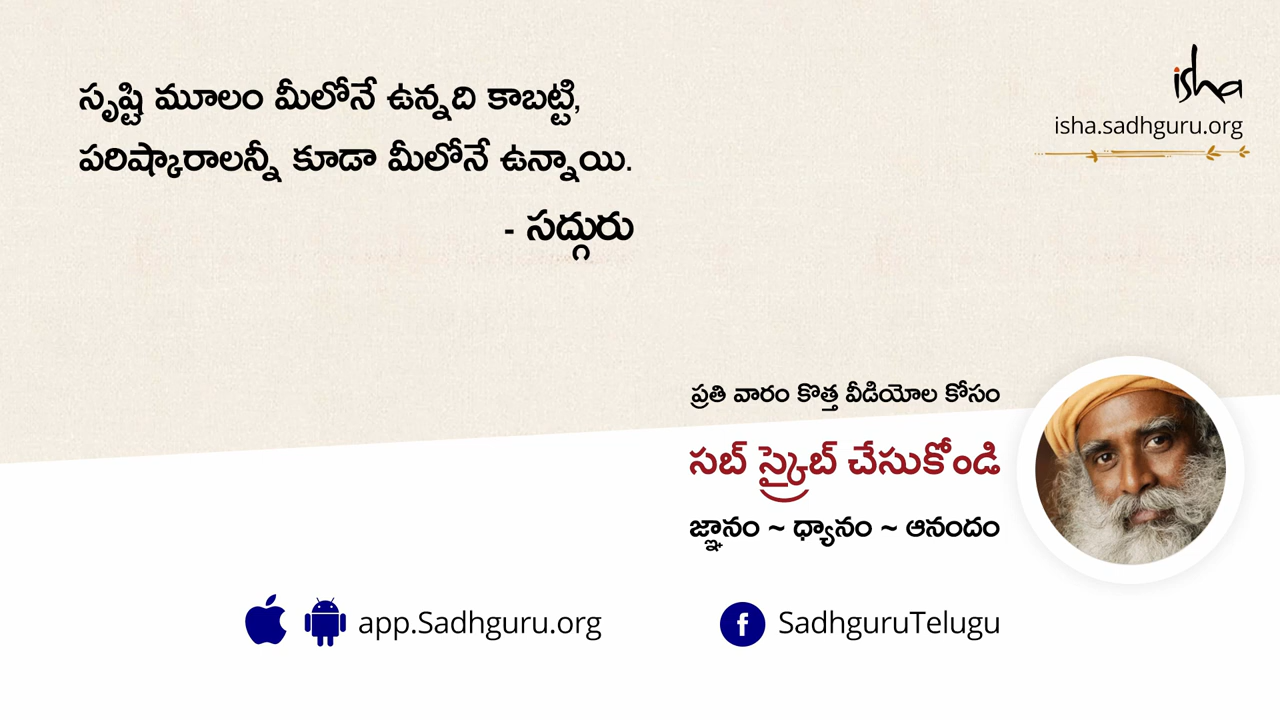 సృష్టి మూలం మీలోనే ఉన్నది కాబట్టి,
పరిష్కారాలన్నీ కూడా మీలోనే ఉన్నాయి.
- సద్గురు
isha
isha.sadhguru.org
ప్రతి వారం కొత్త వీడియోల కోసం
సబ్ స్క్రైబ్ చేసుకోండి
జ్ఞానం ~ ధ్యానం ~ ఆనందం
app.Sadhguru.org
f SadhguruTelugu